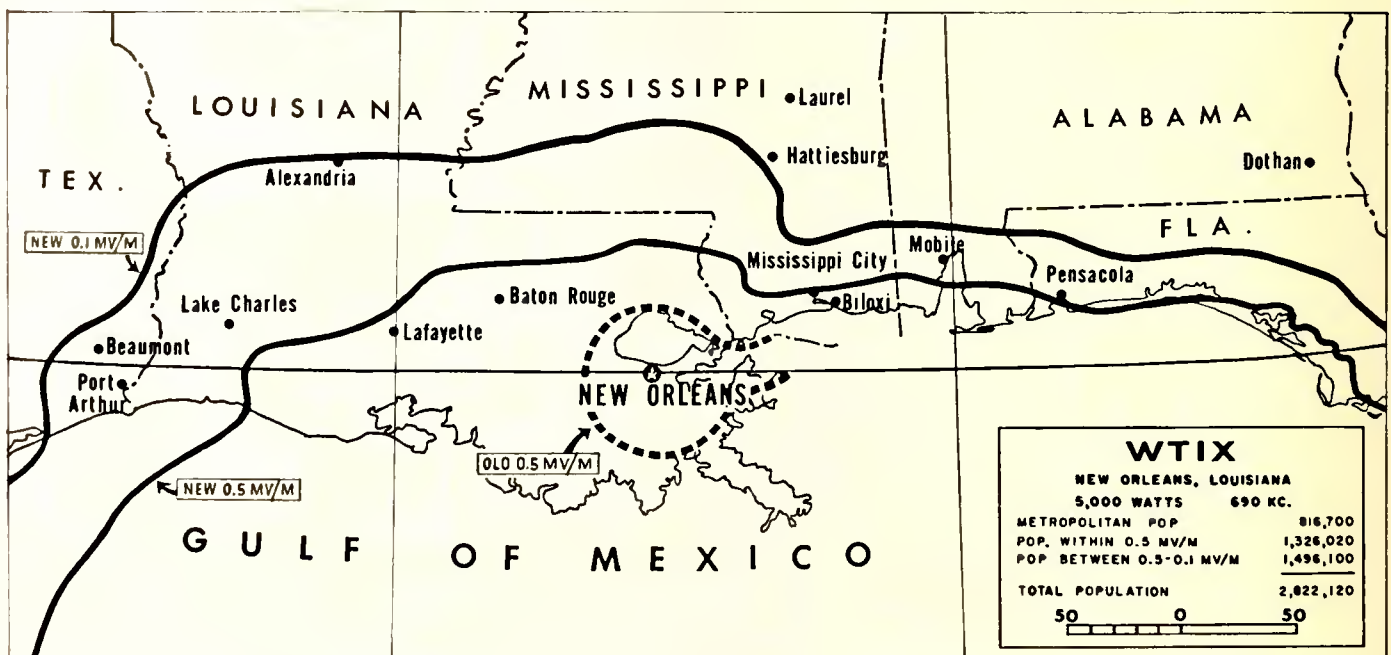 LOUISIANA
MISSISSIPPI
Laurel
ALABAMA
Hattiesburg
Dothan
TEX.
Alexandria
NEW 0.1 MV/M
FLA.
Mobile
Mississippi City
Pensacola
Lake Charles
Baton Rouge
Biloxi
Lafayette
Beaumont
Port
Arthur
NEW ORLEANS
OLD 0.5 MV/M
NEW 0.5 MV/M
GULF OF MEXICO
WTIX
NEW ORLEANS, LOUISIANA
5,000 WATTS 690 KC.
METROPOLITAN POP 816,700
POP. WITHIN 0.5 MV/M 1,326,020
POP BETWEEN 0.5-0.1 MV/M 1,496,100
TOTAL POPULATION 2,822,120
50 0 50